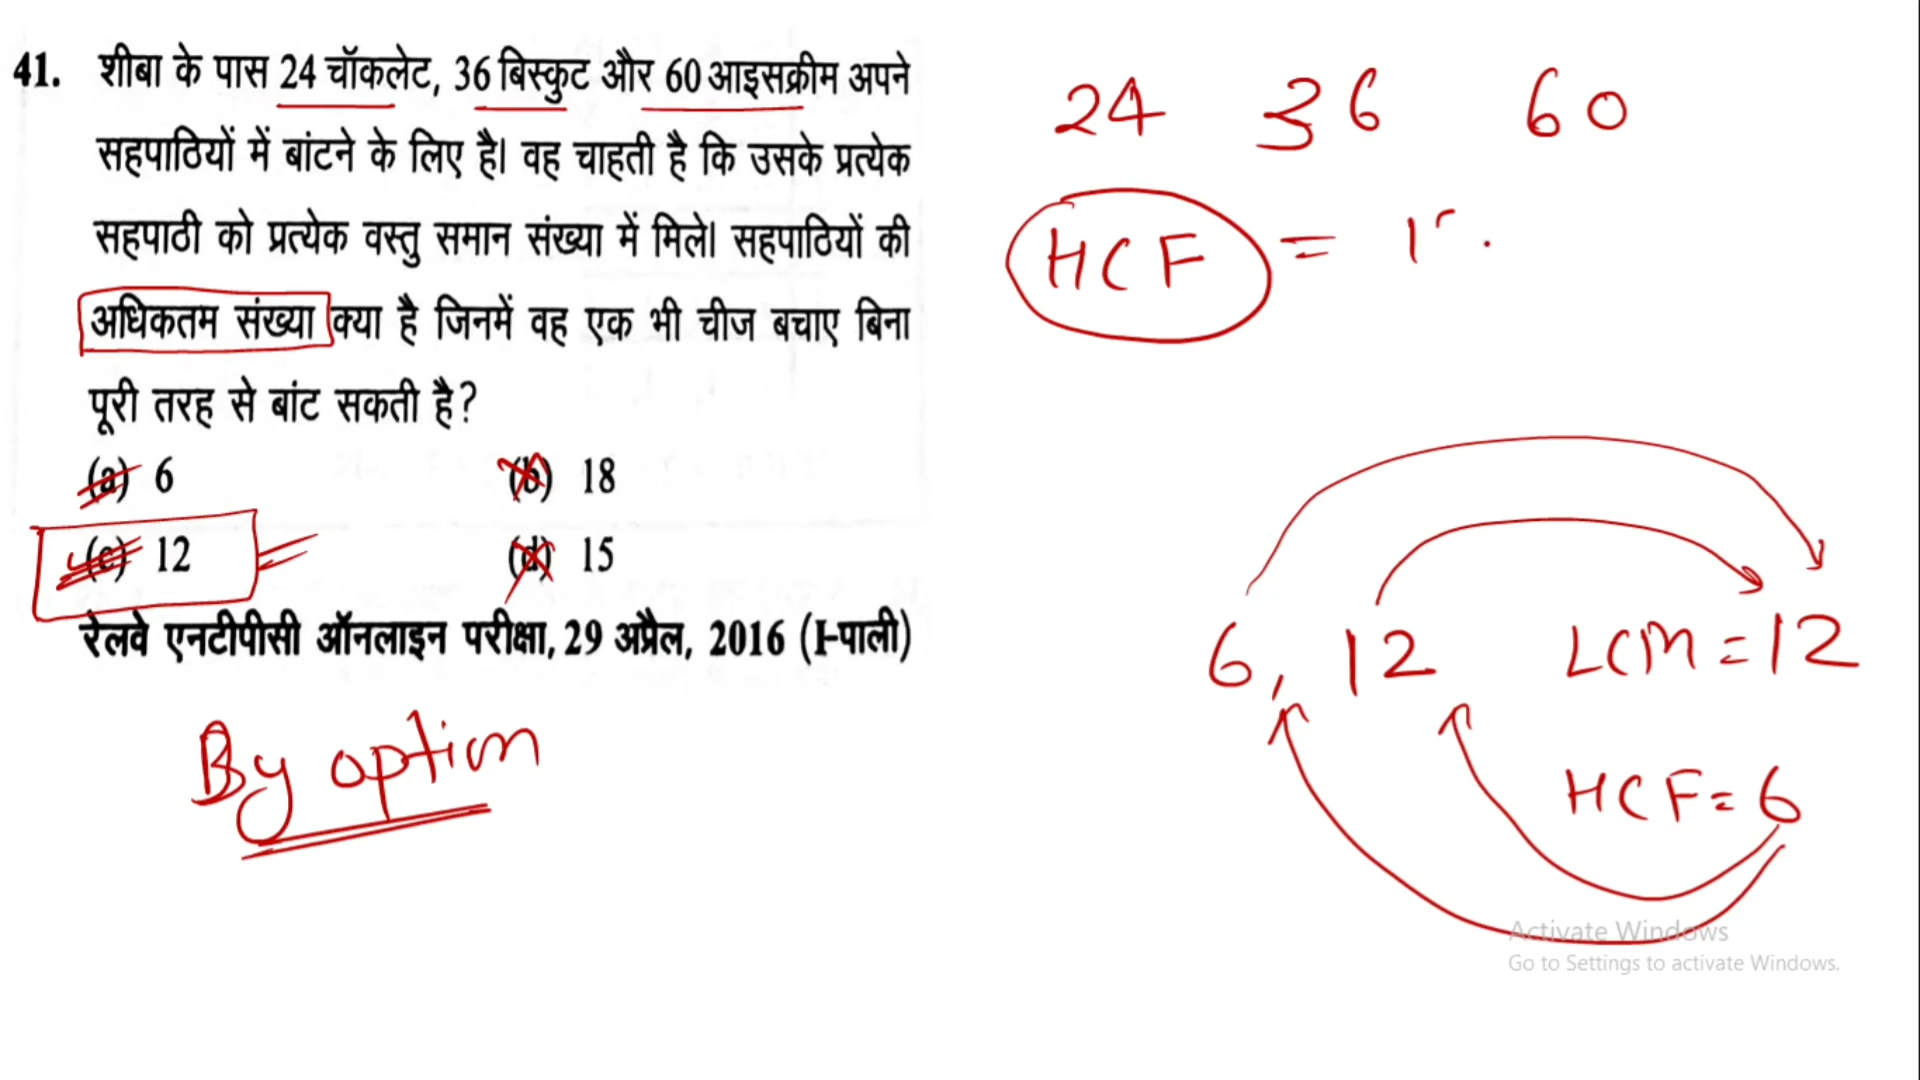 41. शीबा के पास 24 चॉकलेट, 36 बिस्कुट और 60 आइसक्रीम अपने
सहपाठियों में बांटने के लिए है। वह चाहती है कि उसके प्रत्येक
सहपाठी को प्रत्येक वस्तु समान संख्या में मिले। सहपाठियों की
अधिकतम संख्या क्या है जिनमें वह एक भी चीज बचाए बिना
पूरी तरह से बांट सकती है?
(a) 6 (b) 18
(c) 12 (d) 15
रेलवे एनटीपीसी ऑनलाइन परीक्षा, 29 अप्रैल, 2016 (I-पाली)
By option
24 36 60
HCF =
6, 12 LCM = 12
HCF = 6
Activate Windows
Go to Settings to activate Windows.